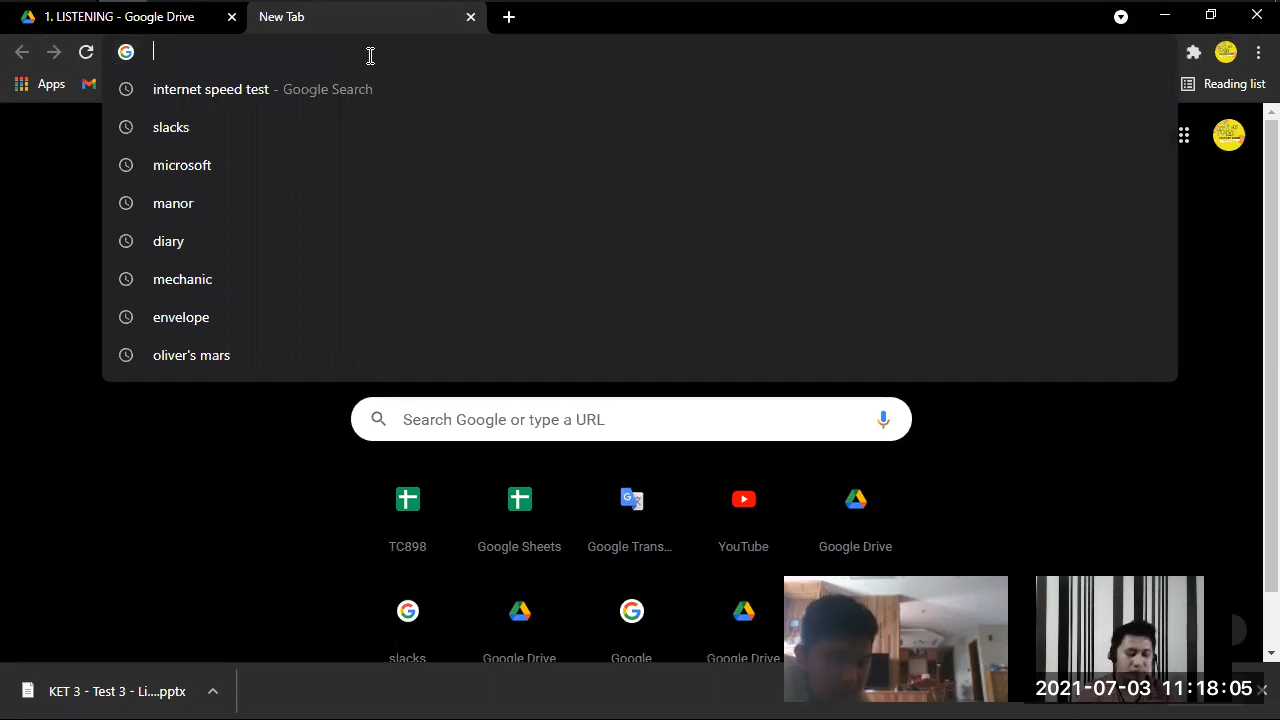 1. LISTENING - Google Drive
New Tab
Apps
Reading list
internet speed test - Google Search
slacks
microsoft
manor
diary
mechanic
envelope
oliver's mars
Search Google or type a URL
TC898
Google Sheets
Google Trans...
YouTube
Google Drive
slacks
Google Drive
Google
Google Drive
KET 3 - Test 3 - Li....pptx
2021-07-03 11:18:05